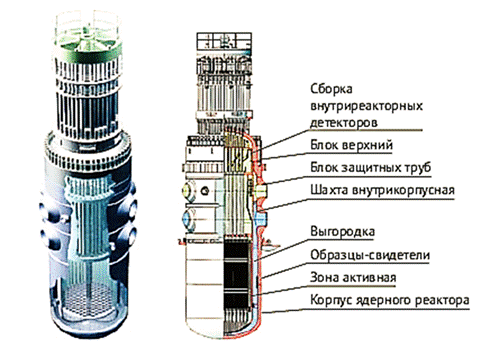 Сборка
внутриреакторных
детекторов
Блок верхний
Блок защитных труб
Шахта внутрикорпусная
Выгородка
Образцы-свидетели
Зона активная
Корпус ядерного реактора